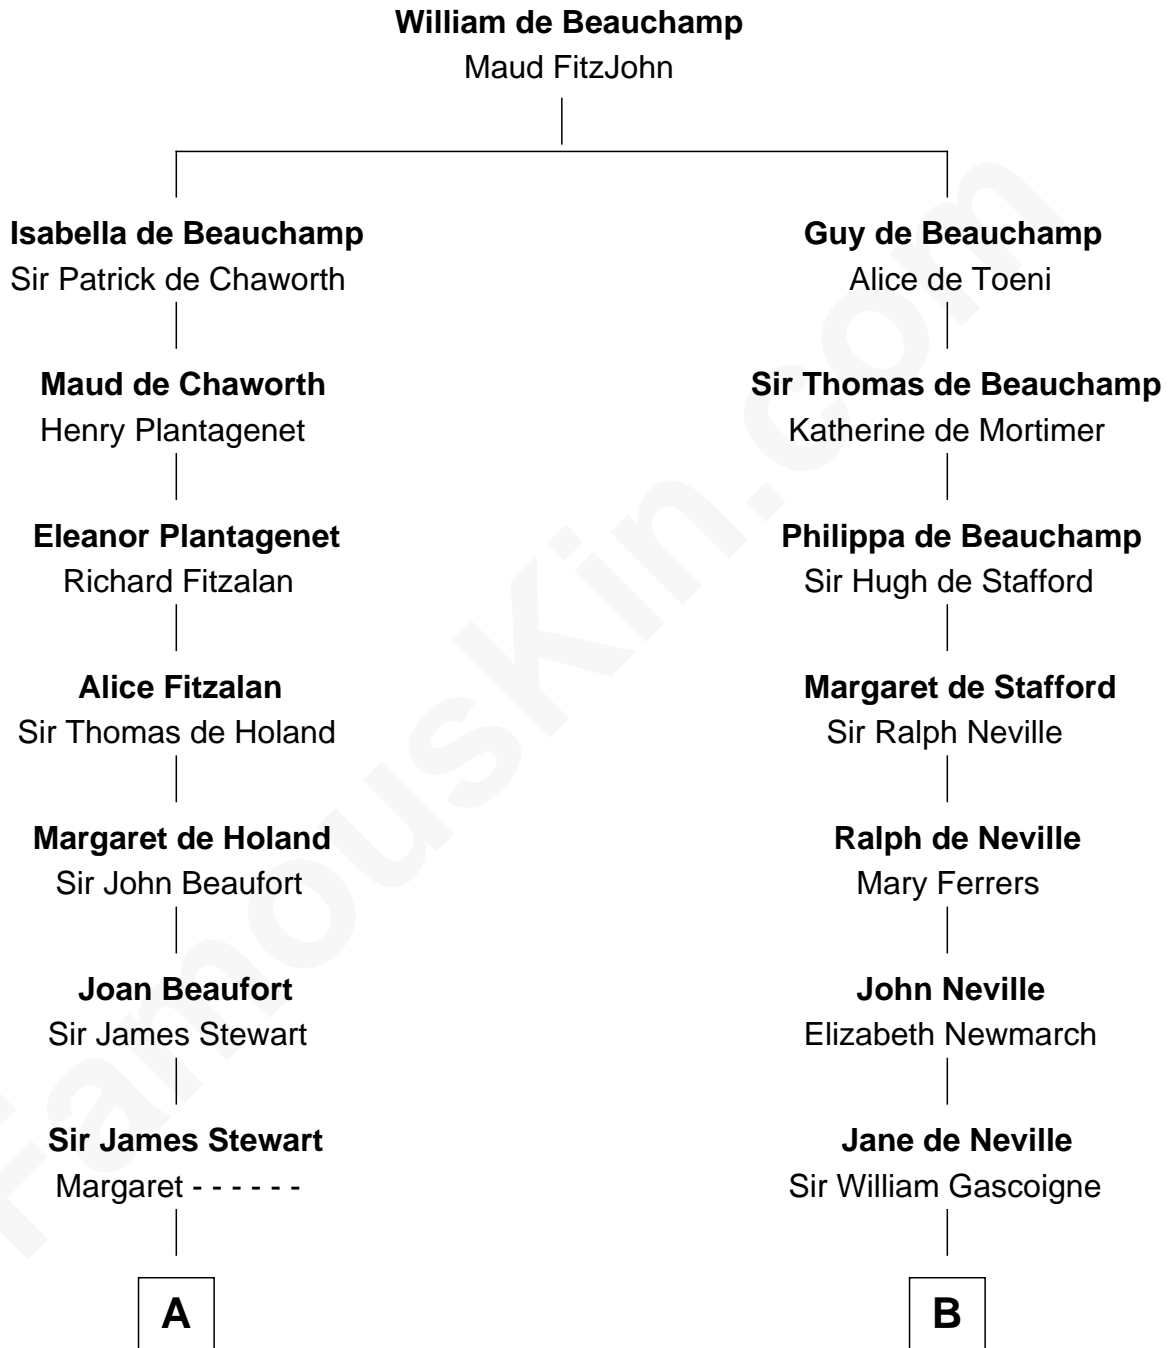 William de Beauchamp
Maud FitzJohn
Isabella de Beauchamp
Sir Patrick de Chaworth
Guy de Beauchamp
Alice de Toeni
Maud de Chaworth
Henry Plantagenet
Sir Thomas de Beauchamp
Katherine de Mortimer
Eleanor Plantagenet
Richard Fitzalan
Philippa de Beauchamp
Sir Hugh de Stafford
Alice Fitzalan
Sir Thomas de Holand
Margaret de Stafford
Sir Ralph Neville
Margaret de Holand
Sir John Beaufort
Ralph de Neville
Mary Ferrers
Joan Beaufort
Sir James Stewart
John Neville
Elizabeth Newmarch
Sir James Stewart
Margaret - - - - - -
Jane de Neville
Sir William Gascoigne
A
B
FamousKin.com